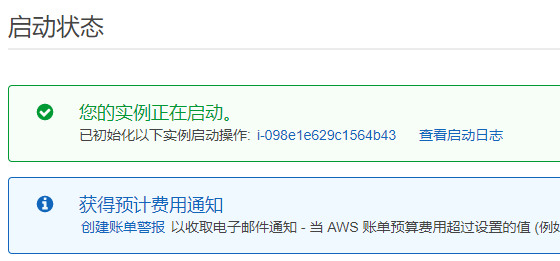 启动状态
您的实例正在启动。
已初始化以下实例启动操作: i-098e1e629c1564b43 查看启动日志
获得预计费用通知
创建账单警报 以收取电子邮件通知 - 当 AWS 账单预算费用超过设置的值 (例如